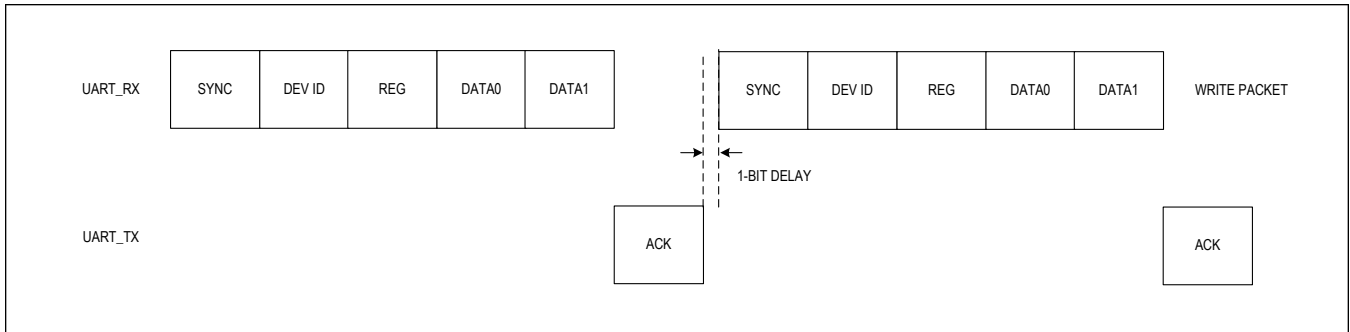 UART_RX SYNC DEV ID REG DATA0 DATA1 SYNC DEV ID REG DATA0 DATA1 WRITE PACKET
1-BIT DELAY
UART_TX ACK ACK